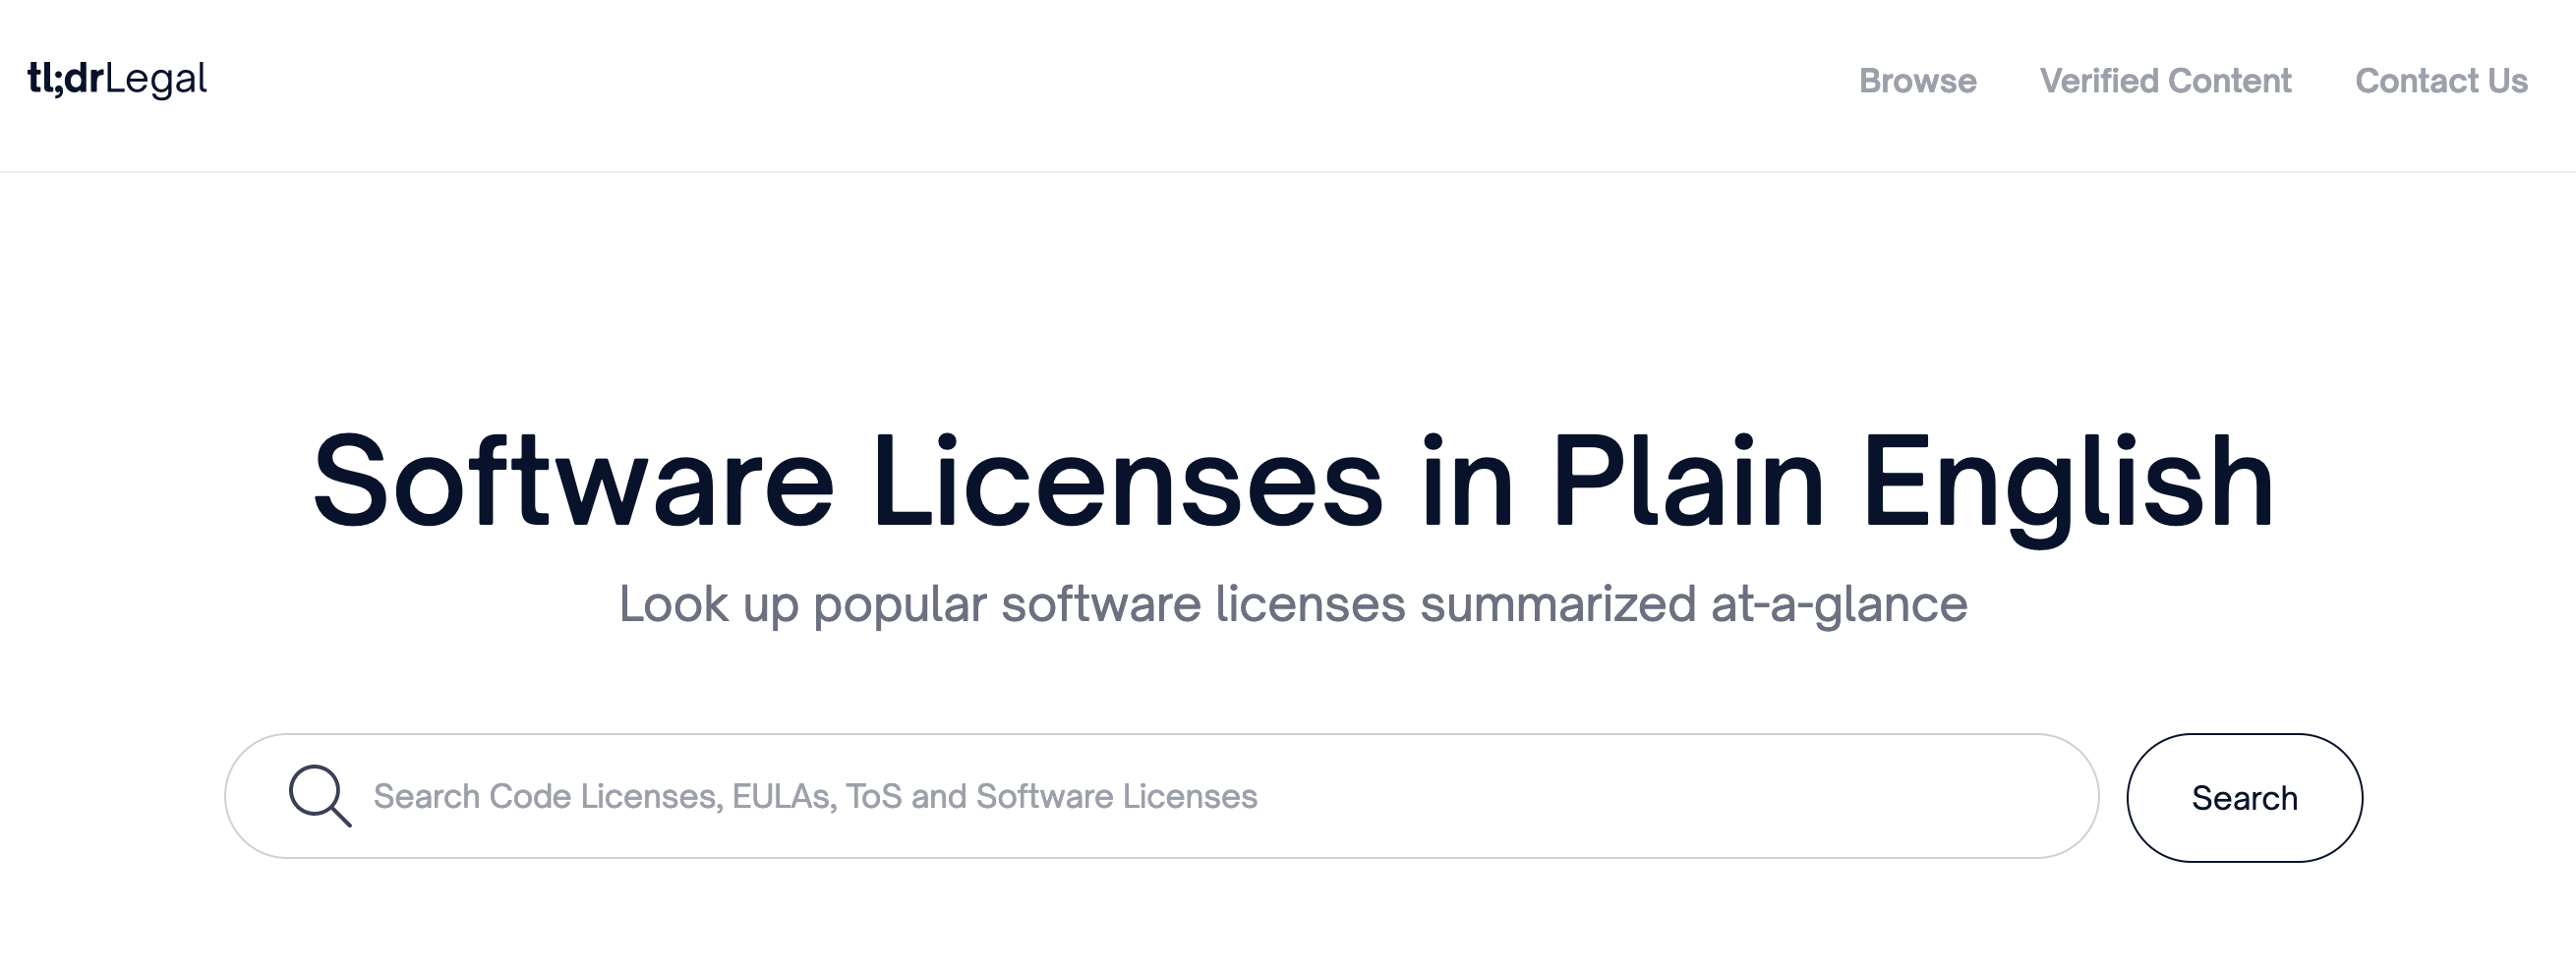 tl;drLegal
Browse Verified Content Contact Us
Software Licenses in Plain English
Look up popular software licenses summarized at-a-glance
Search Code Licenses, EULAs, ToS and Software Licenses
Search